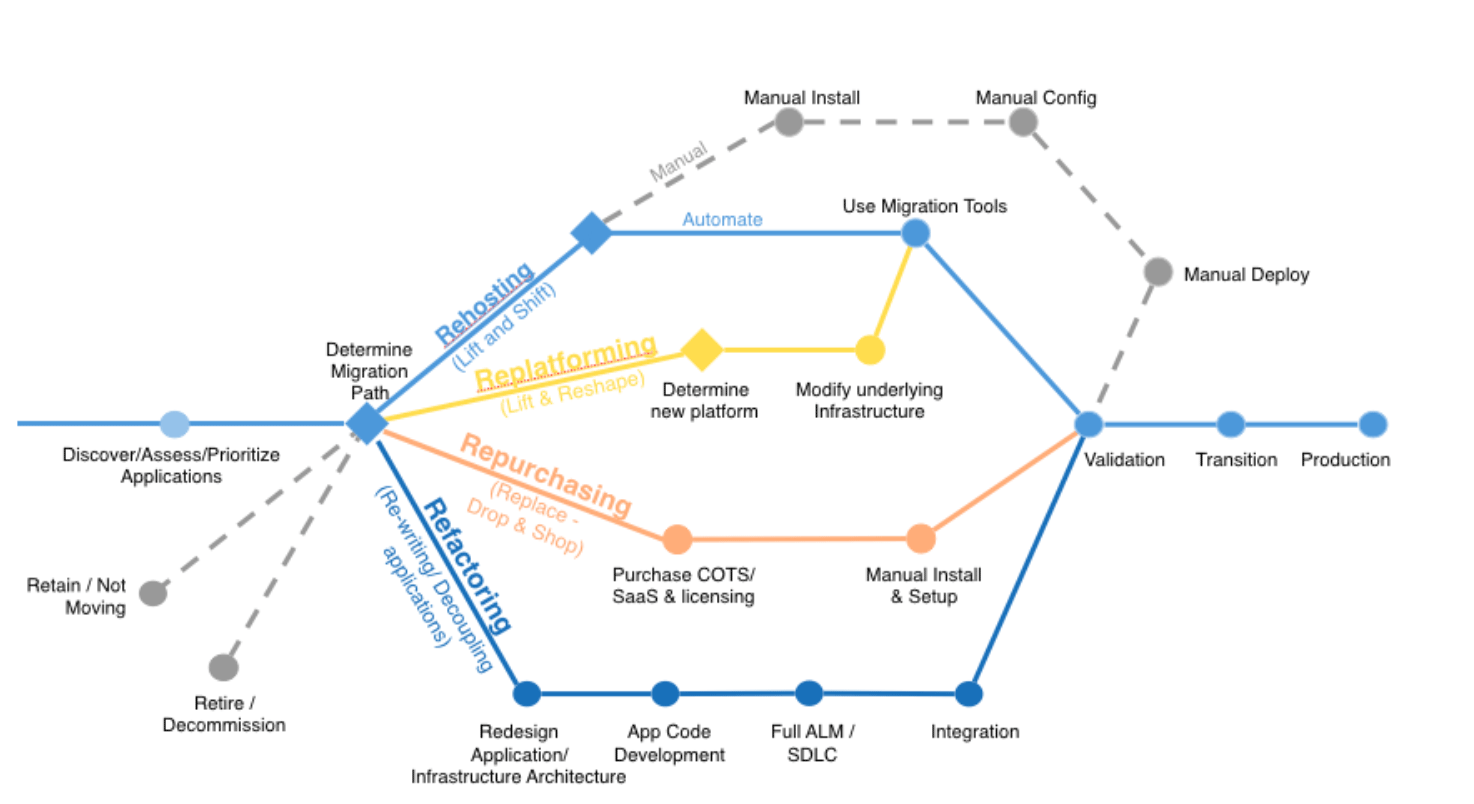 Manual Install
Manual Config
Manual
Use Migration Tools
Automate
Manual Deploy
Rehosting
(Lift and Shift)
Determine
Migration
Path
Replatforming
(Lift & Reshape)
Determine
new platform
Modify underlying
Infrastructure
Discover/Assess/Prioritize
Applications
Validation
Transition
Production
Repurchasing
(Replace -
Drop & Shop)
Refactoring
(Re-writing/ Decoupling
applications)
Retain / Not
Moving
Purchase COTS/
SaaS & licensing
Manual Install
& Setup
Retire /
Decommission
Redesign
Application/
Infrastructure Architecture
App Code
Development
Full ALM /
SDLC
Integration